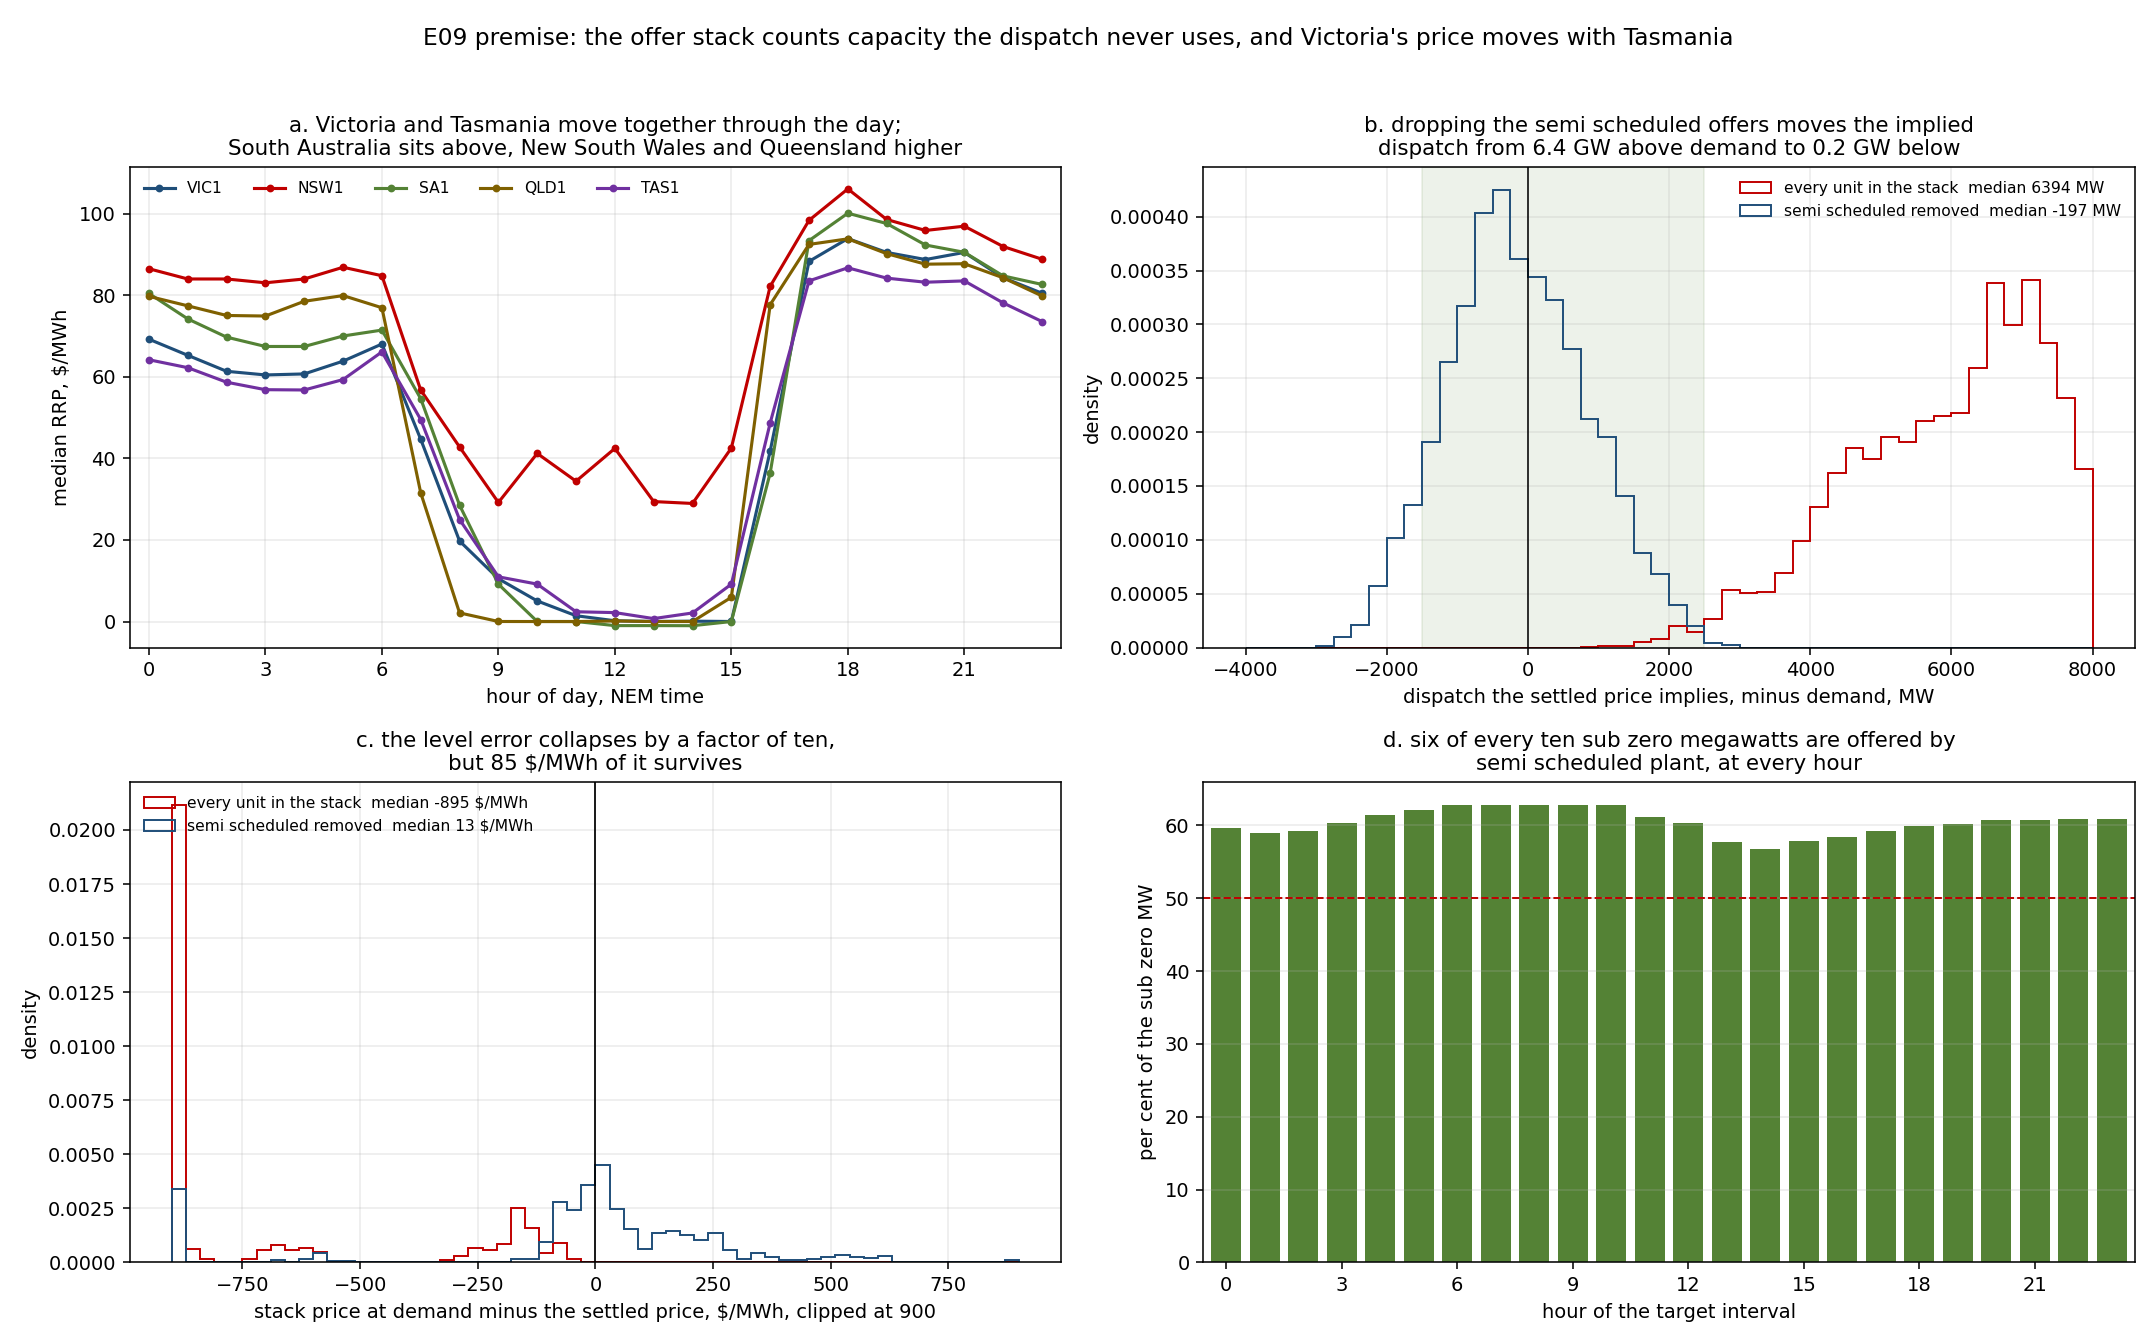 E09 premise: the offer stack counts capacity the dispatch never uses, and Victoria's price moves with Tasmania
a. Victoria and Tasmania move together through the day;
South Australia sits above, New South Wales and Queensland higher
VIC1
NSW1
SA1
QLD1
TAS1
100
80
60
40
20
0
median RRP, $/MWh
0
3
6
9
12
15
18
21
hour of day, NEM time
b. dropping the semi scheduled offers moves the implied
dispatch from 6.4 GW above demand to 0.2 GW below
every unit in the stack  median 6394 MW
semi scheduled removed  median -197 MW
0.00040
0.00035
0.00030
0.00025
0.00020
0.00015
0.00010
0.00005
0.00000
density
−4000
−2000
0
2000
4000
6000
8000
dispatch the settled price implies, minus demand, MW
c. the level error collapses by a factor of ten,
but 85 $/MWh of it survives
every unit in the stack  median -895 $/MWh
semi scheduled removed  median 13 $/MWh
0.0200
0.0175
0.0150
0.0125
0.0100
0.0075
0.0050
0.0025
0.0000
density
−750
−500
−250
0
250
500
750
stack price at demand minus the settled price, $/MWh, clipped at 900
d. six of every ten sub zero megawatts are offered by
semi scheduled plant, at every hour
60
50
40
30
20
10
0
per cent of the sub zero MW
0
3
6
9
12
15
18
21
hour of the target interval